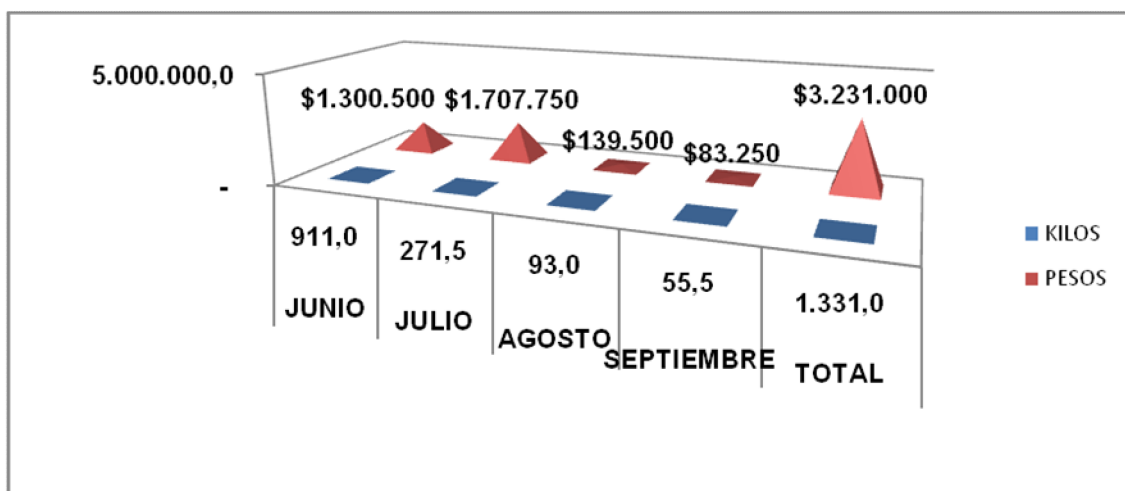 5.000.000,0
$1.300.500 $1.707.750 $139.500 $83.250 $3.231.000
-
911,0 271,5 93,0 55,5 1.331,0
JUNIO JULIO AGOSTO SEPTIEMBRE TOTAL
KILOS
PESOS